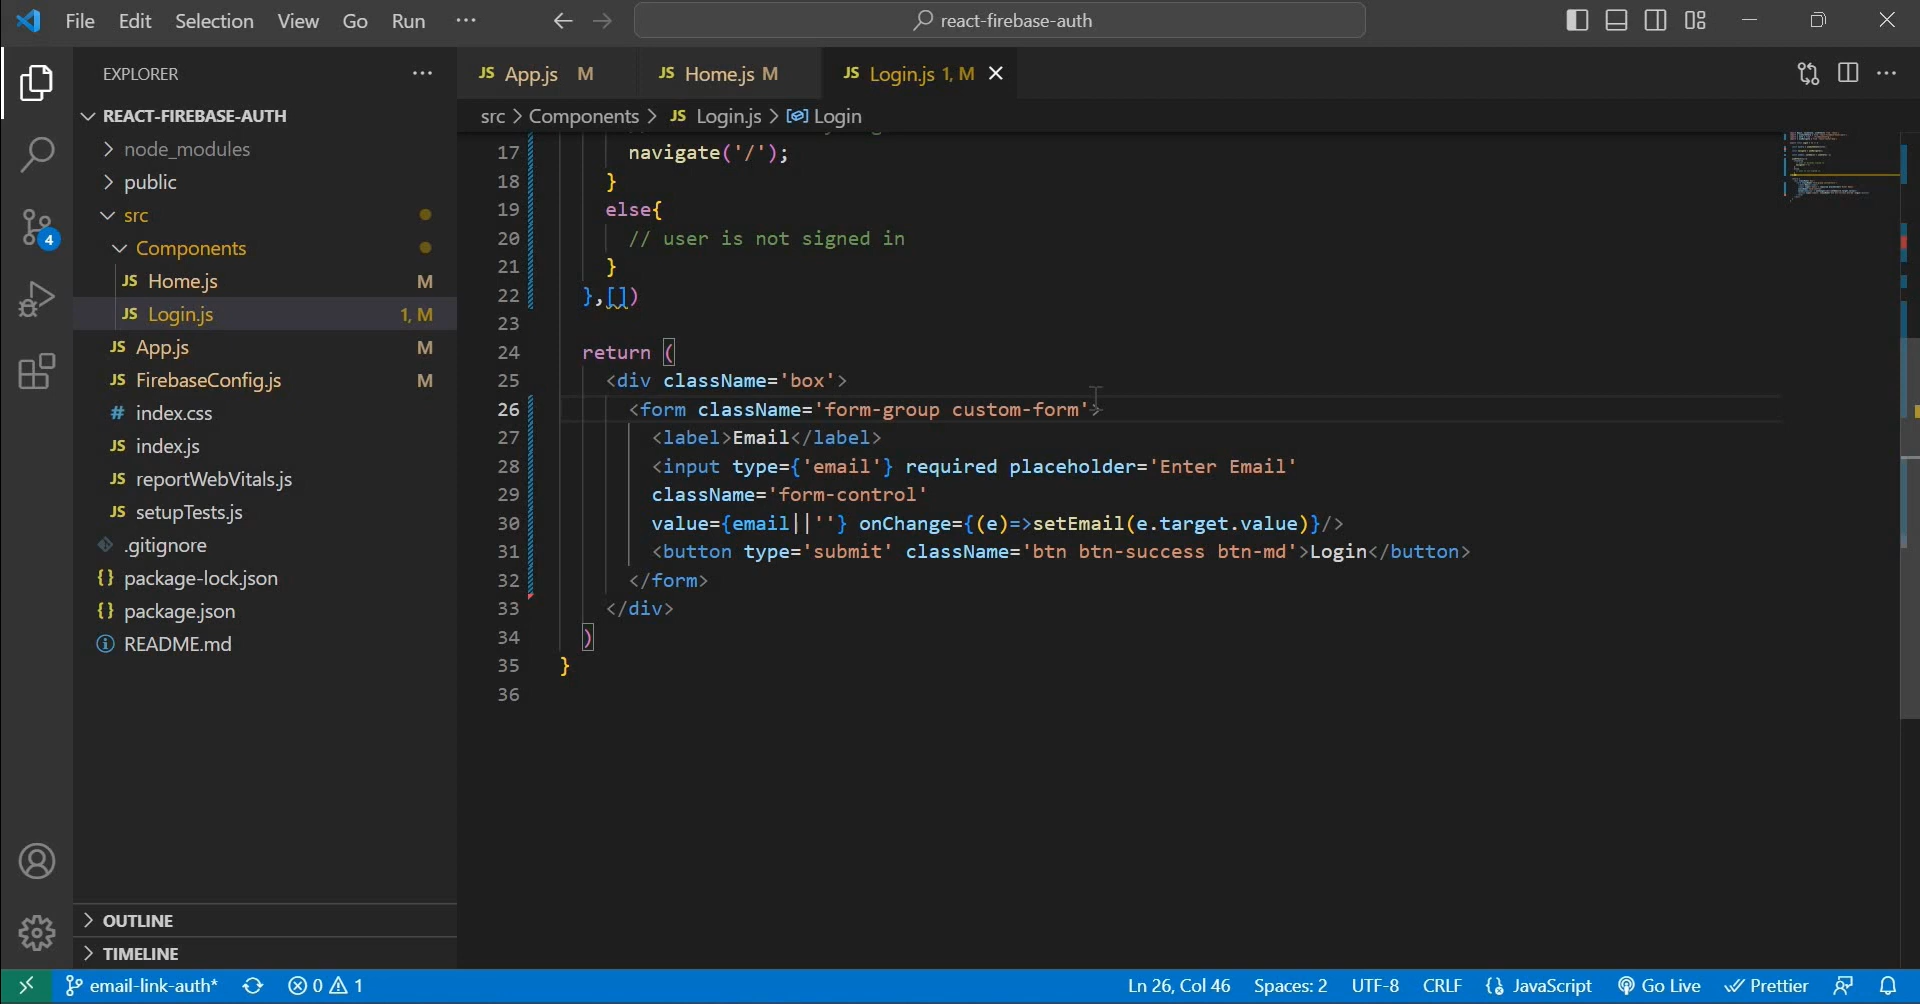 File Edit Selection View Go Run ··· react-firebase-auth
EXPLORER ···
REACT-FIREBASE-AUTH
node_modules
public
src
Components
JS Home.js M
JS Login.js 1, M
JS App.js M
JS FirebaseConfig.js M
# index.css
JS index.js
JS reportWebVitals.js
JS setupTests.js
.gitignore
{} package-lock.json
{} package.json
README.md
OUTLINE
TIMELINE
4
JS App.js M JS Home.js M JS Login.js 1, M
src > Components > JS Login.js > Login
17 navigate('/');
18 }
19 else{
20 // user is not signed in
21 }
22 },[])
23
24 return (
25 <div className='box'>
26 <form className='form-group custom-form'>
27 <label>Email</label>
28 <input type={'email'} required placeholder='Enter Email'
29 className='form-control'
30 value={email||''} onChange={(e)=>setEmail(e.target.value)}/>
31 <button type='submit' className='btn btn-success btn-md'>Login</button>
32 </form>
33 </div>
34 )
35 }
36
email-link-auth* 0 1 Ln 26, Col 46 Spaces: 2 UTF-8 CRLF {} JavaScript Go Live Prettier